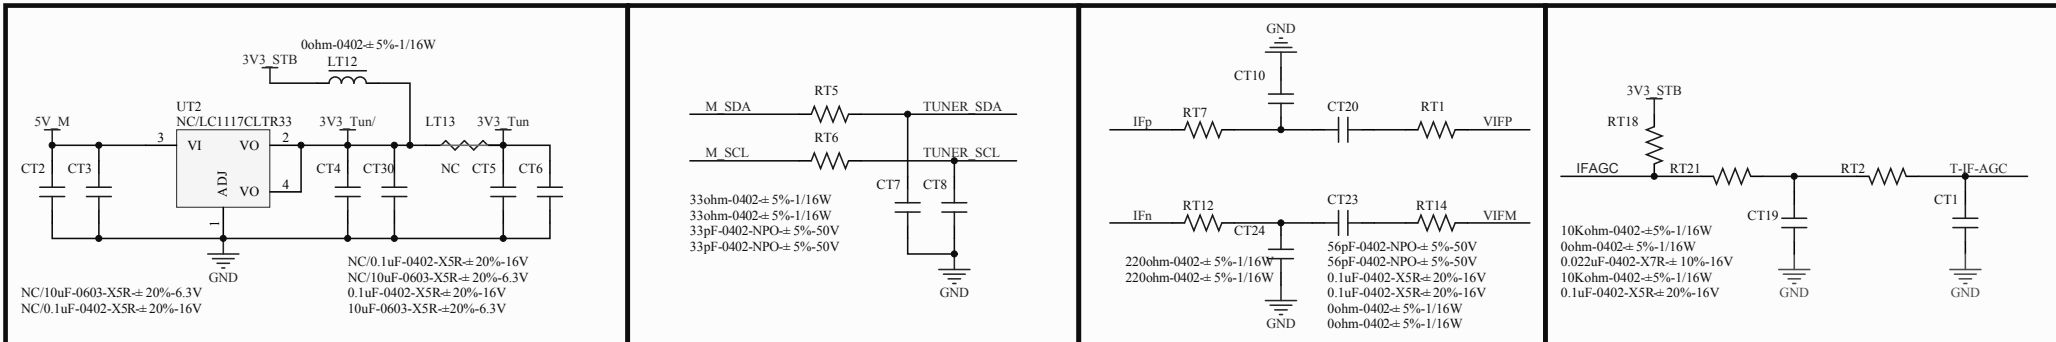 0ohm-0402-±5%-1/16W
3V3_STB
LT12
UT2
NC/LC1117CLTR33
5V_M
3
VI
VO
2
3V3_Tun/
LT13
3V3_Tun
CT2
CT3
ADJ
VO
4
CT4
CT30
NC
CT5
CT6
1
GND
NC/10uF-0603-X5R-±20%-6.3V
NC/0.1uF-0402-X5R-±20%-16V
NC/0.1uF-0402-X5R-±20%-16V
NC/10uF-0603-X5R-±20%-6.3V
0.1uF-0402-X5R-±20%-16V
10uF-0603-X5R-±20%-6.3V
RT5
M_SDA
TUNER_SDA
RT6
M_SCL
TUNER_SCL
CT7
CT8
33ohm-0402-±5%-1/16W
33ohm-0402-±5%-1/16W
33pF-0402-NPO-±5%-50V
33pF-0402-NPO-±5%-50V
GND
GND
CT10
IFp
RT7
CT20
RT1
VIFP
IFn
RT12
CT24
CT23
RT14
VIFM
220ohm-0402-±5%-1/16W
220ohm-0402-±5%-1/16W
56pF-0402-NPO-±5%-50V
56pF-0402-NPO-±5%-50V
0.1uF-0402-X5R-±20%-16V
0.1uF-0402-X5R-±20%-16V
0ohm-0402-±5%-1/16W
0ohm-0402-±5%-1/16W
GND
3V3_STB
RT18
IFAGC
RT21
RT2
T-IF-AGC
CT19
CT1
10Kohm-0402-±5%-1/16W
0ohm-0402-±5%-1/16W
0.022uF-0402-X7R-±10%-16V
10Kohm-0402-±5%-1/16W
0.1uF-0402-X5R-±20%-16V
GND
GND